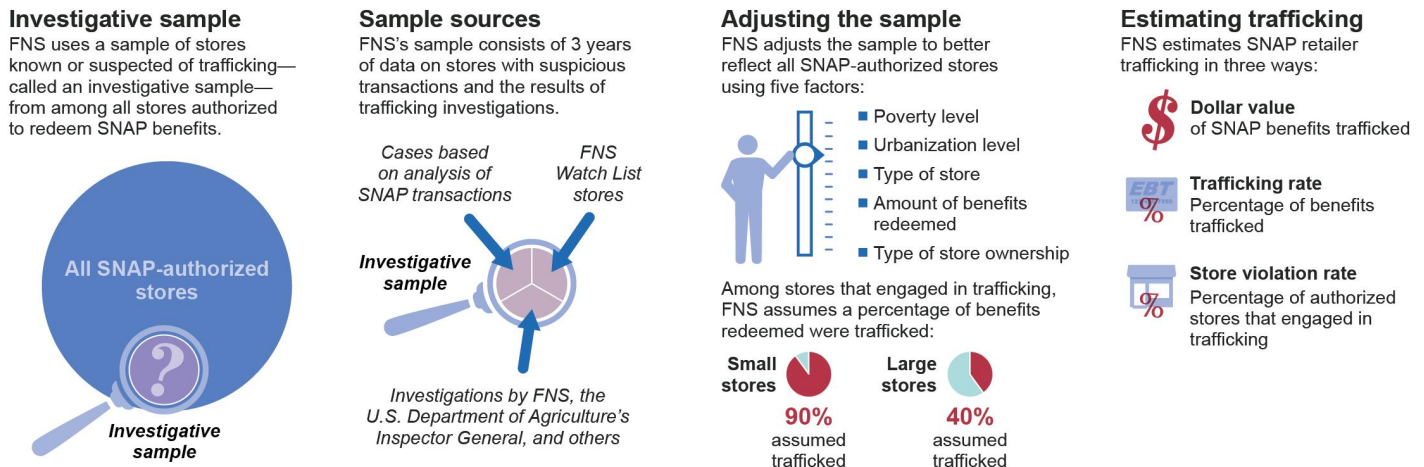 Investigative sample
FNS uses a sample of stores
known or suspected of trafficking—
called an investigative sample—
from among all stores authorized
to redeem SNAP benefits.
All SNAP-authorized
stores
?
Investigative
sample
Sample sources
FNS's sample consists of 3 years
of data on stores with suspicious
transactions and the results of
trafficking investigations.
Cases based
on analysis of
SNAP transactions
FNS
Watch List
stores
Investigative
sample
Investigations by FNS, the
U.S. Department of Agriculture's
Inspector General, and others
Adjusting the sample
FNS adjusts the sample to better
reflect all SNAP-authorized stores
using five factors:
Poverty level
Urbanization level
Type of store
Amount of benefits
redeemed
Type of store ownership
Among stores that engaged in trafficking,
FNS assumes a percentage of benefits
redeemed were trafficked:
Small
stores
90%
assumed
trafficked
Large
stores
40%
assumed
trafficked
Estimating trafficking
FNS estimates SNAP retailer
trafficking in three ways:
$
Dollar value
of SNAP benefits trafficked
EBT
%
Trafficking rate
Percentage of benefits
trafficked
%
Store violation rate
Percentage of authorized
stores that engaged in
trafficking